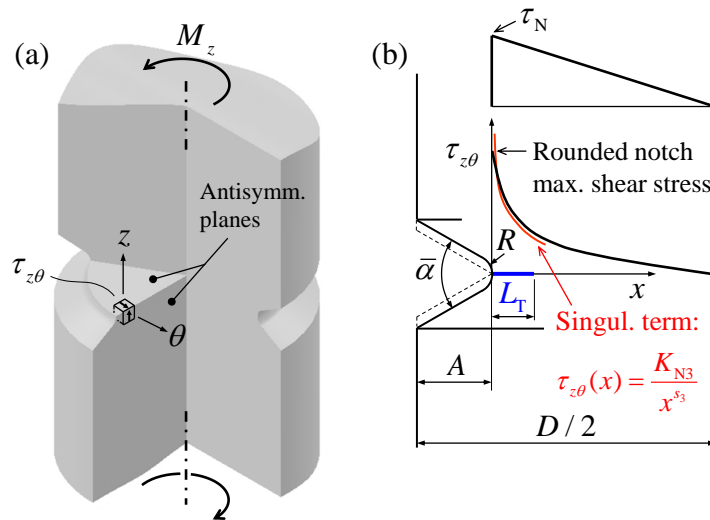 (a)
M_z
Antisymm.
planes
z
τ_zθ
θ
(b)
τ_N
τ_zθ
Rounded notch
max. shear stress
R
α̅
x
L_T
Singul. term:
A
τ_zθ(x) = K_N3 / x^s_3
D / 2